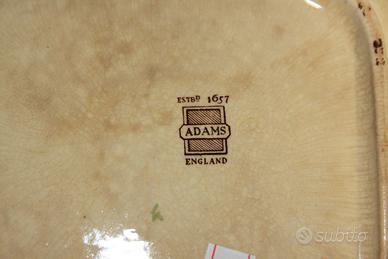 ESTBD 1657
ADAMS
ENGLAND
subito